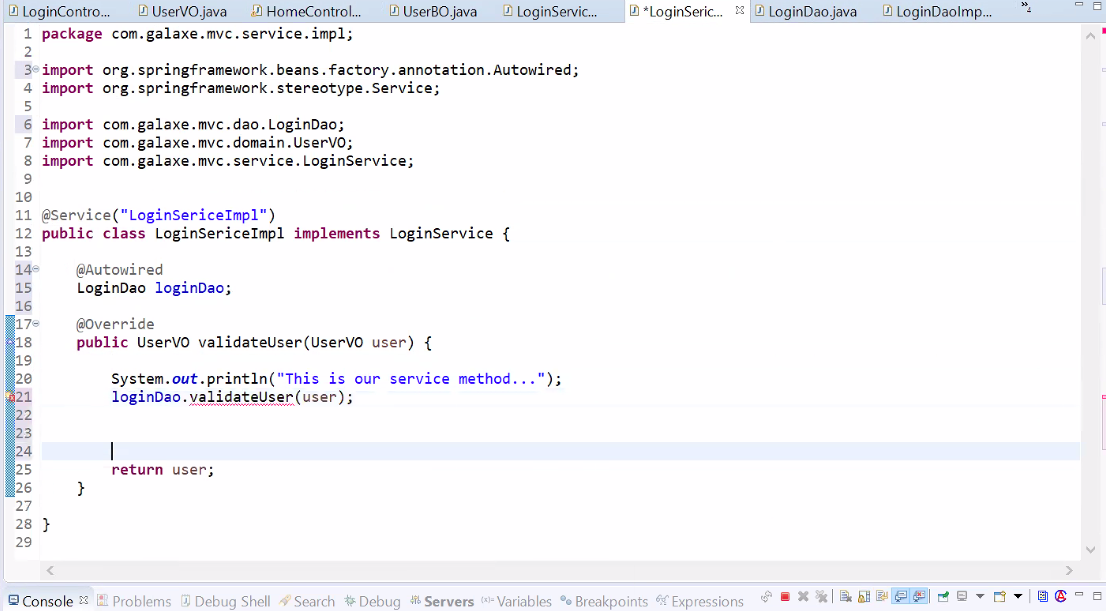 LoginContro... UserVO.java HomeControl... UserBO.java LoginServic... *LoginSeric... LoginDao.java LoginDaoImp... »₂
1 package com.galaxe.mvc.service.impl;
2
3 import org.springframework.beans.factory.annotation.Autowired;
4 import org.springframework.stereotype.Service;
5
6 import com.galaxe.mvc.dao.LoginDao;
7 import com.galaxe.mvc.domain.UserVO;
8 import com.galaxe.mvc.service.LoginService;
9
10
11 @Service("LoginSericeImpl")
12 public class LoginSericeImpl implements LoginService {
13
14 @Autowired
15 LoginDao loginDao;
16
17 @Override
18 public UserVO validateUser(UserVO user) {
19
20 System.out.println("This is our service method...");
21 loginDao.validateUser(user);
22
23
24
25 return user;
26 }
27
28 }
29
Console Problems Debug Shell Search Debug Servers Variables Breakpoints Expressions